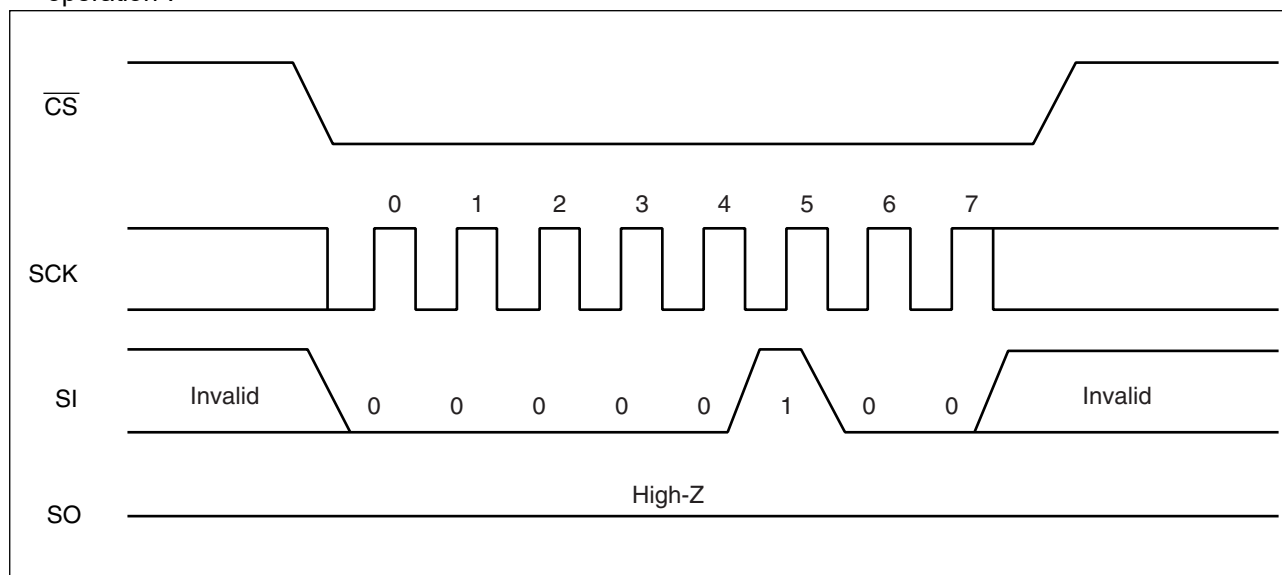 operation".
CS
0 1 2 3 4 5 6 7
SCK
SI
Invalid 0 0 0 0 0 1 0 0 Invalid
High-Z
SO